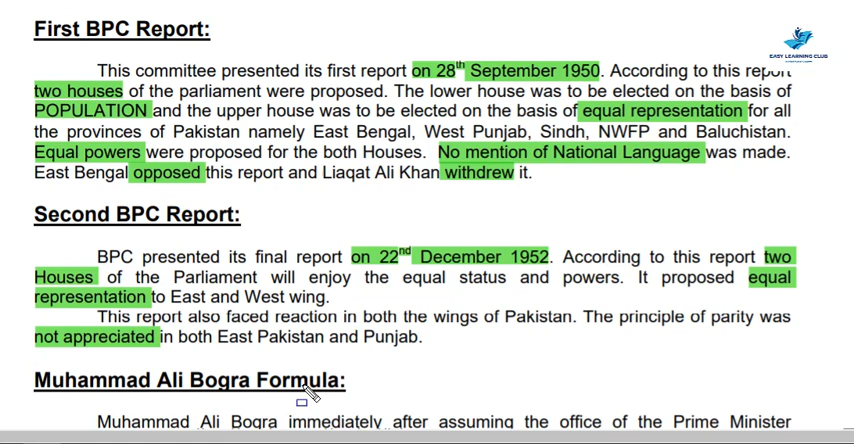 First BPC Report:
EASY LEARNING CLUB
This committee presented its first report on 28th September 1950. According to this report
two houses of the parliament were proposed. The lower house was to be elected on the basis of
POPULATION and the upper house was to be elected on the basis of equal representation for all
the provinces of Pakistan namely East Bengal, West Punjab, Sindh, NWFP and Baluchistan.
Equal powers were proposed for the both Houses. No mention of National Language was made.
East Bengal opposed this report and Liaqat Ali Khan withdrew it.
Second BPC Report:
BPC presented its final report on 22nd December 1952. According to this report two
Houses of the Parliament will enjoy the equal status and powers. It proposed equal
representation to East and West wing.
This report also faced reaction in both the wings of Pakistan. The principle of parity was
not appreciated in both East Pakistan and Punjab.
Muhammad Ali Bogra Formula:
Muhammad Ali Bogra immediately after assuming the office of the Prime Minister